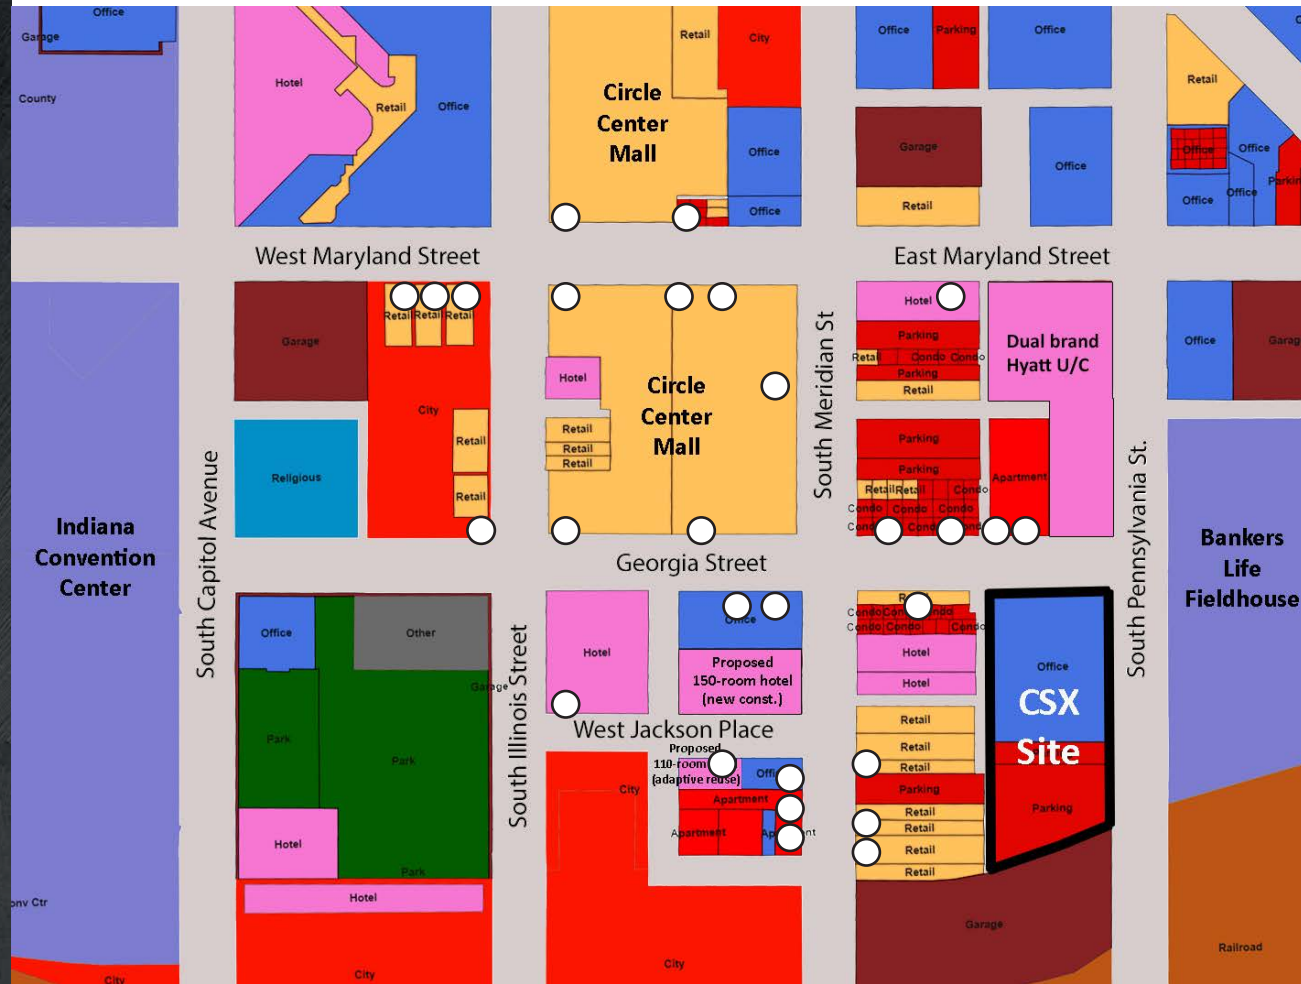 Office
Garage
County
Hotel
Retail
Office
Retail
City
Circle
Center
Mall
Office
Office
Office
Parking
Office
Garage
Retail
Office
Retail
Office
Office
Office
Office
West Maryland Street
East Maryland Street
Garage
Retail
Retail
Retail
City
Retail
Retail
Religious
Hotel
Retail
Retail
Retail
Circle
Center
Mall
South Meridian St
Hotel
Parking
Retail
Condo
Condo
Parking
Retail
Dual brand
Hyatt U/C
Parking
Parking
Retail
Retail
Condo
Condo
Condo
Condo
Apartment
Office
Indiana
Convention
Center
South Capitol Avenue
Georgia Street
South Pennsylvania St.
Bankers
Life
Fieldhouse
Office
Other
Garage
Park
Park
Hotel
Park
Hotel
City
South Illinois Street
Hotel
Proposed
150-room hotel
(new const.)
West Jackson Place
Proposed
(adaptive reuse)
City
Apartment
Apartment
City
Condo
Condo
Condo
Condo
Hotel
Hotel
Retail
Retail
Retail
Parking
Retail
Retail
Retail
Retail
Garage
Office
CSX
Site
Parking
Railroad
City